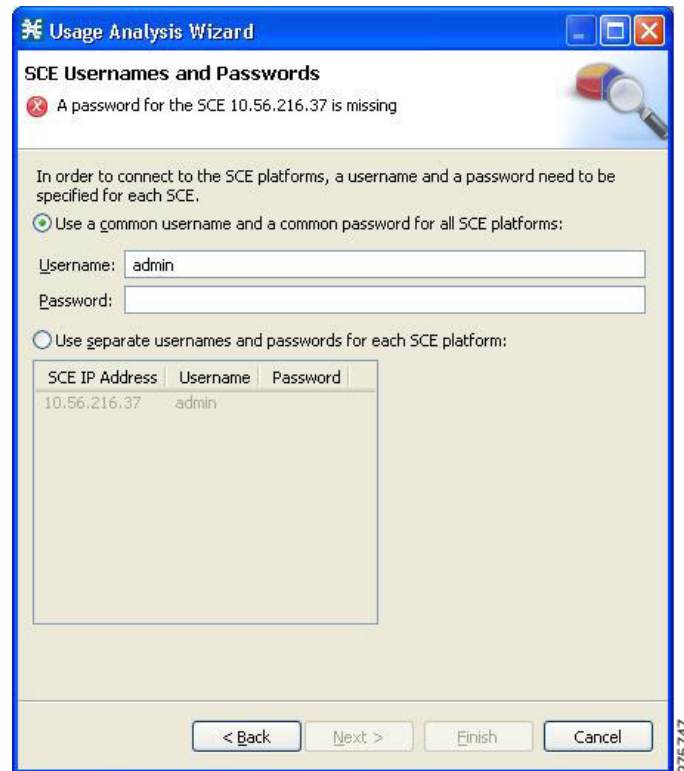 Usage Analysis Wizard
SCE Usernames and Passwords
A password for the SCE 10.56.216.37 is missing
In order to connect to the SCE platforms, a username and a password need to be
specified for each SCE.
Use a common username and a common password for all SCE platforms:
Username: admin
Password:
Use separate usernames and passwords for each SCE platform:
SCE IP Address Username Password
10.56.216.37 admin
< Back Next > Finish Cancel